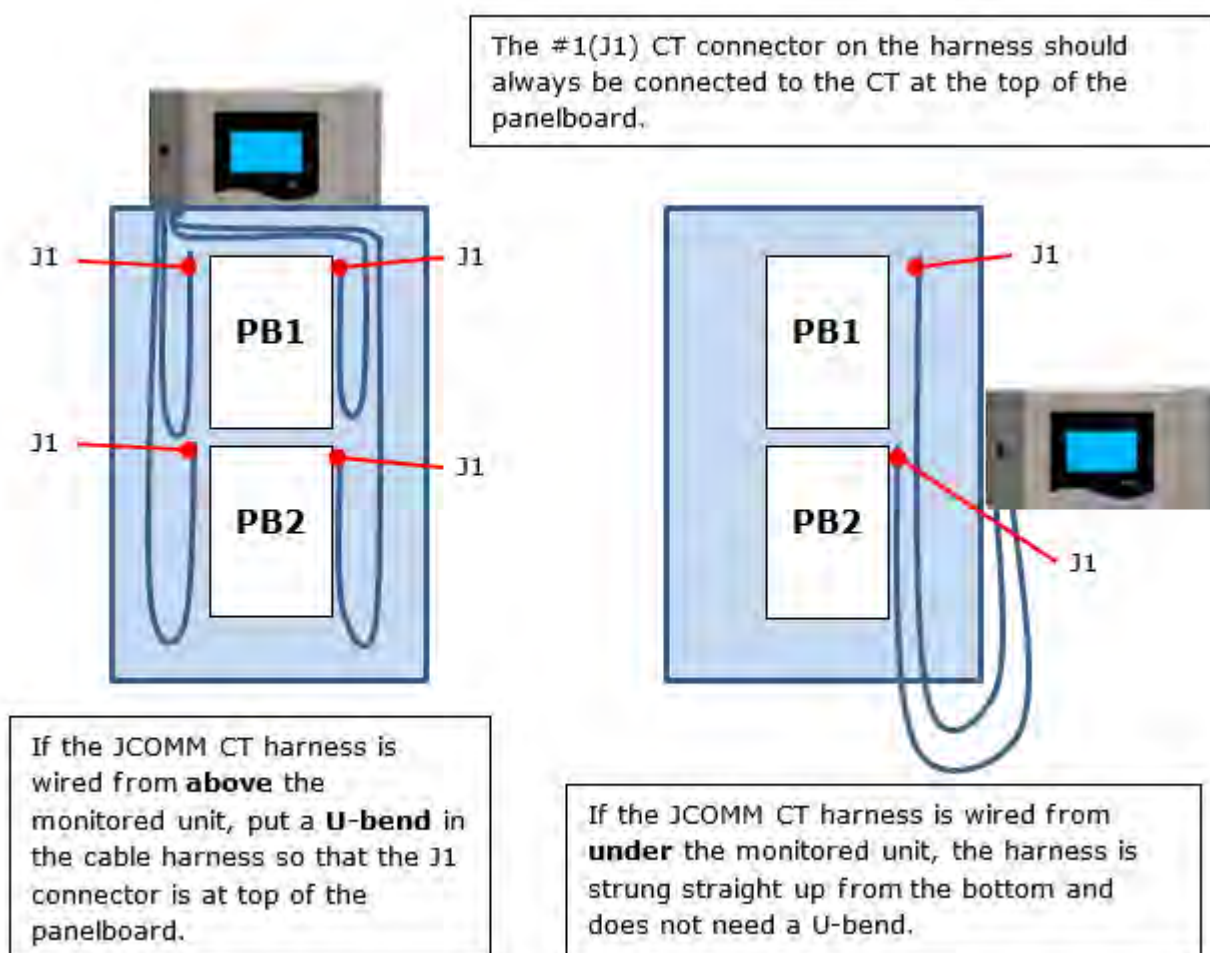 The #1(J1) CT connector on the harness should
always be connected to the CT at the top of the
panelboard.
J1
J1
J1
PB1
PB1
J1
J1
PB2
PB2
J1
If the JCOMM CT harness is
wired from above the
monitored unit, put a U-bend in
the cable harness so that the J1
connector is at top of the
panelboard.
If the JCOMM CT harness is wired from
under the monitored unit, the harness is
strung straight up from the bottom and
does not need a U-bend.